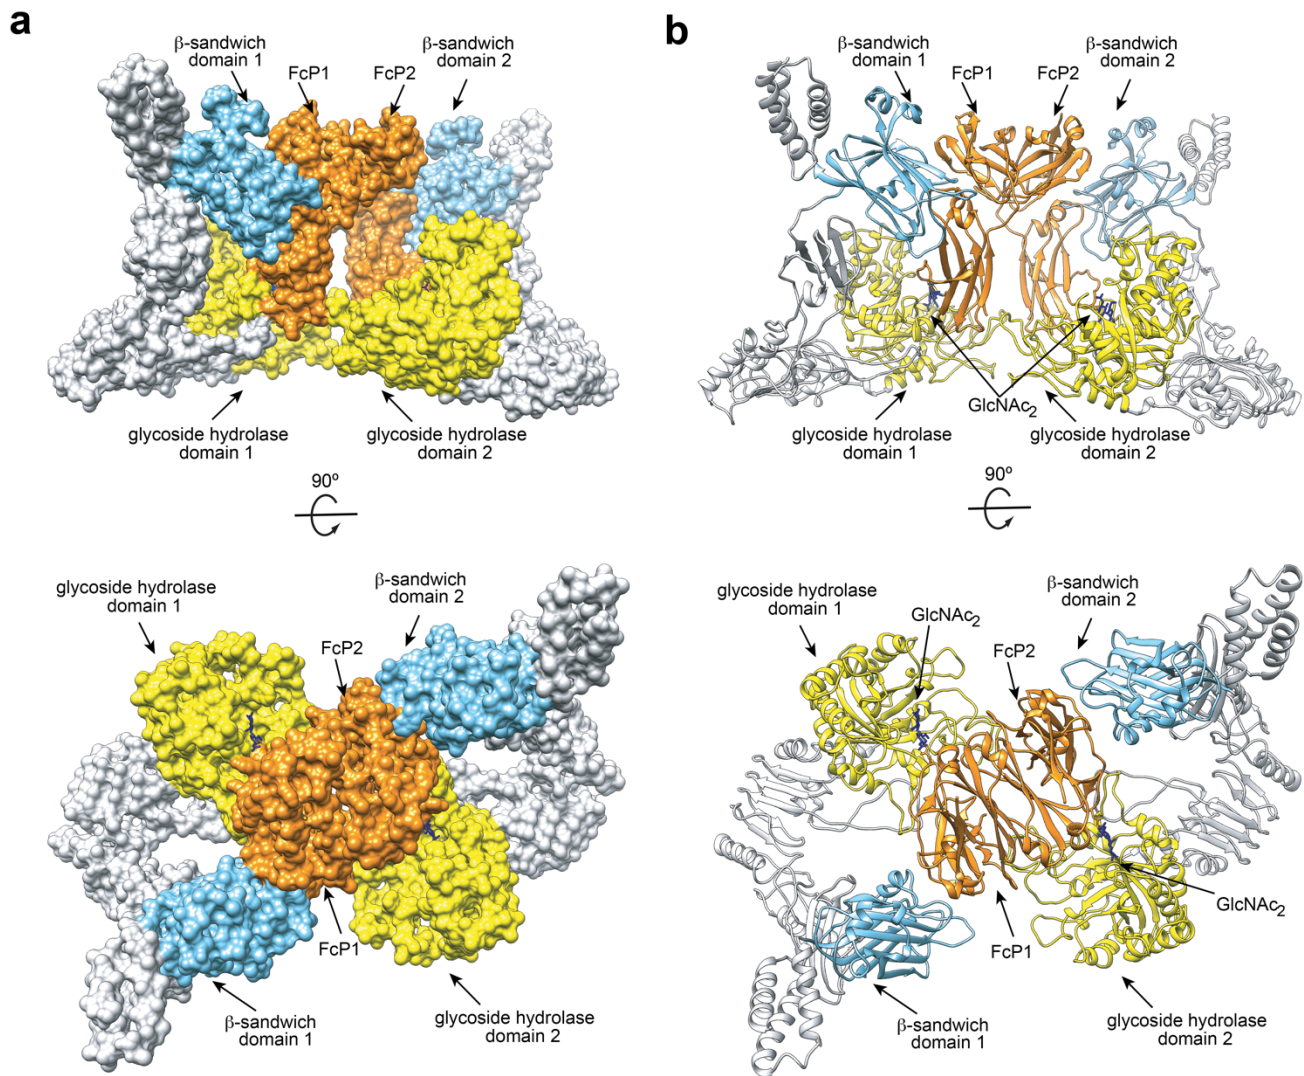 a
β-sandwich
domain 1
FcP1
FcP2
β-sandwich
domain 2
glycoside hydrolase
domain 1
glycoside hydrolase
domain 2
90º
glycoside hydrolase
domain 1
β-sandwich
domain 2
FcP2
FcP1
β-sandwich
domain 1
glycoside hydrolase
domain 2
b
β-sandwich
domain 1
FcP1
FcP2
β-sandwich
domain 2
GlcNAc₂
glycoside hydrolase
domain 1
glycoside hydrolase
domain 2
90º
glycoside hydrolase
domain 1
GlcNAc₂
β-sandwich
domain 2
FcP2
GlcNAc₂
FcP1
β-sandwich
domain 1
glycoside hydrolase
domain 2